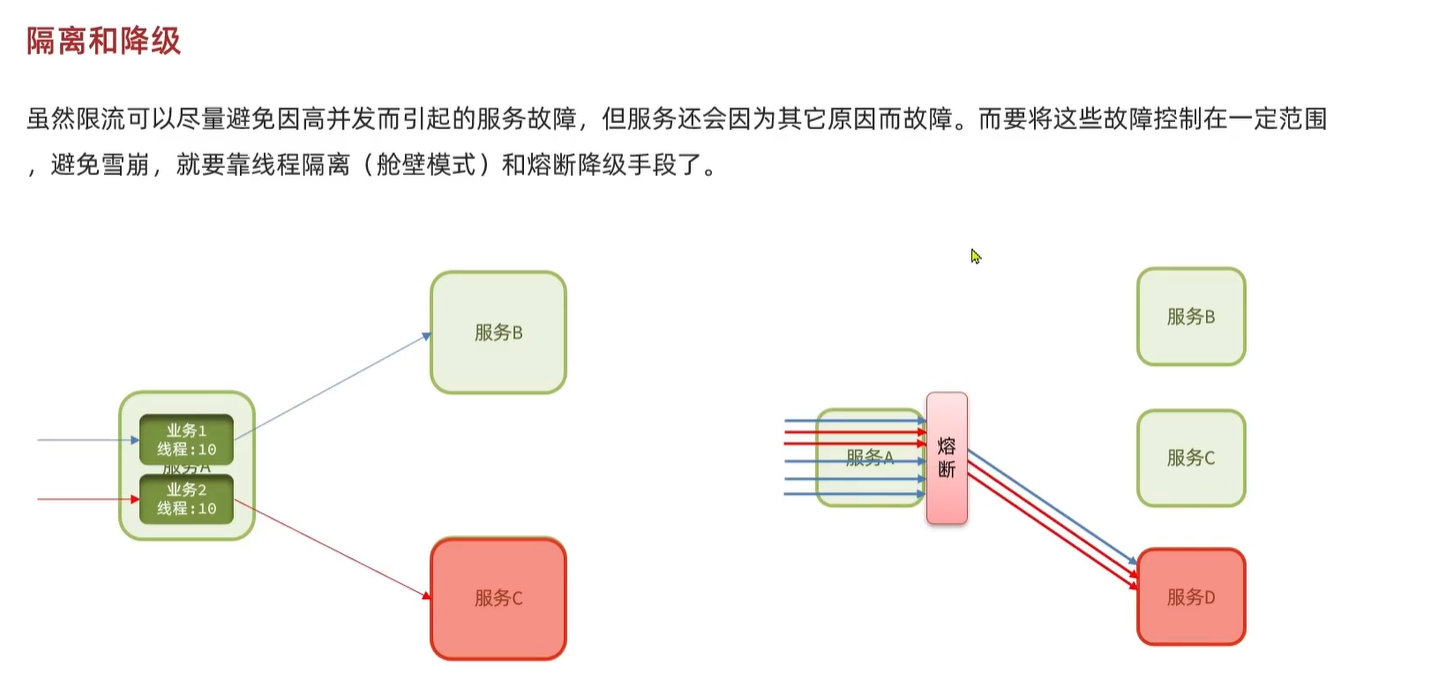 隔离和降级
虽然限流可以尽量避免因高并发而引起的服务故障，但服务还会因为其它原因而故障。而要将这些故障控制在一定范围
，避免雪崩，就要靠线程隔离（舱壁模式）和熔断降级手段了。
服务B
业务1
线程:10
服务A
业务2
线程:10
服务C
服务B
服务A
熔
断
服务C
服务D